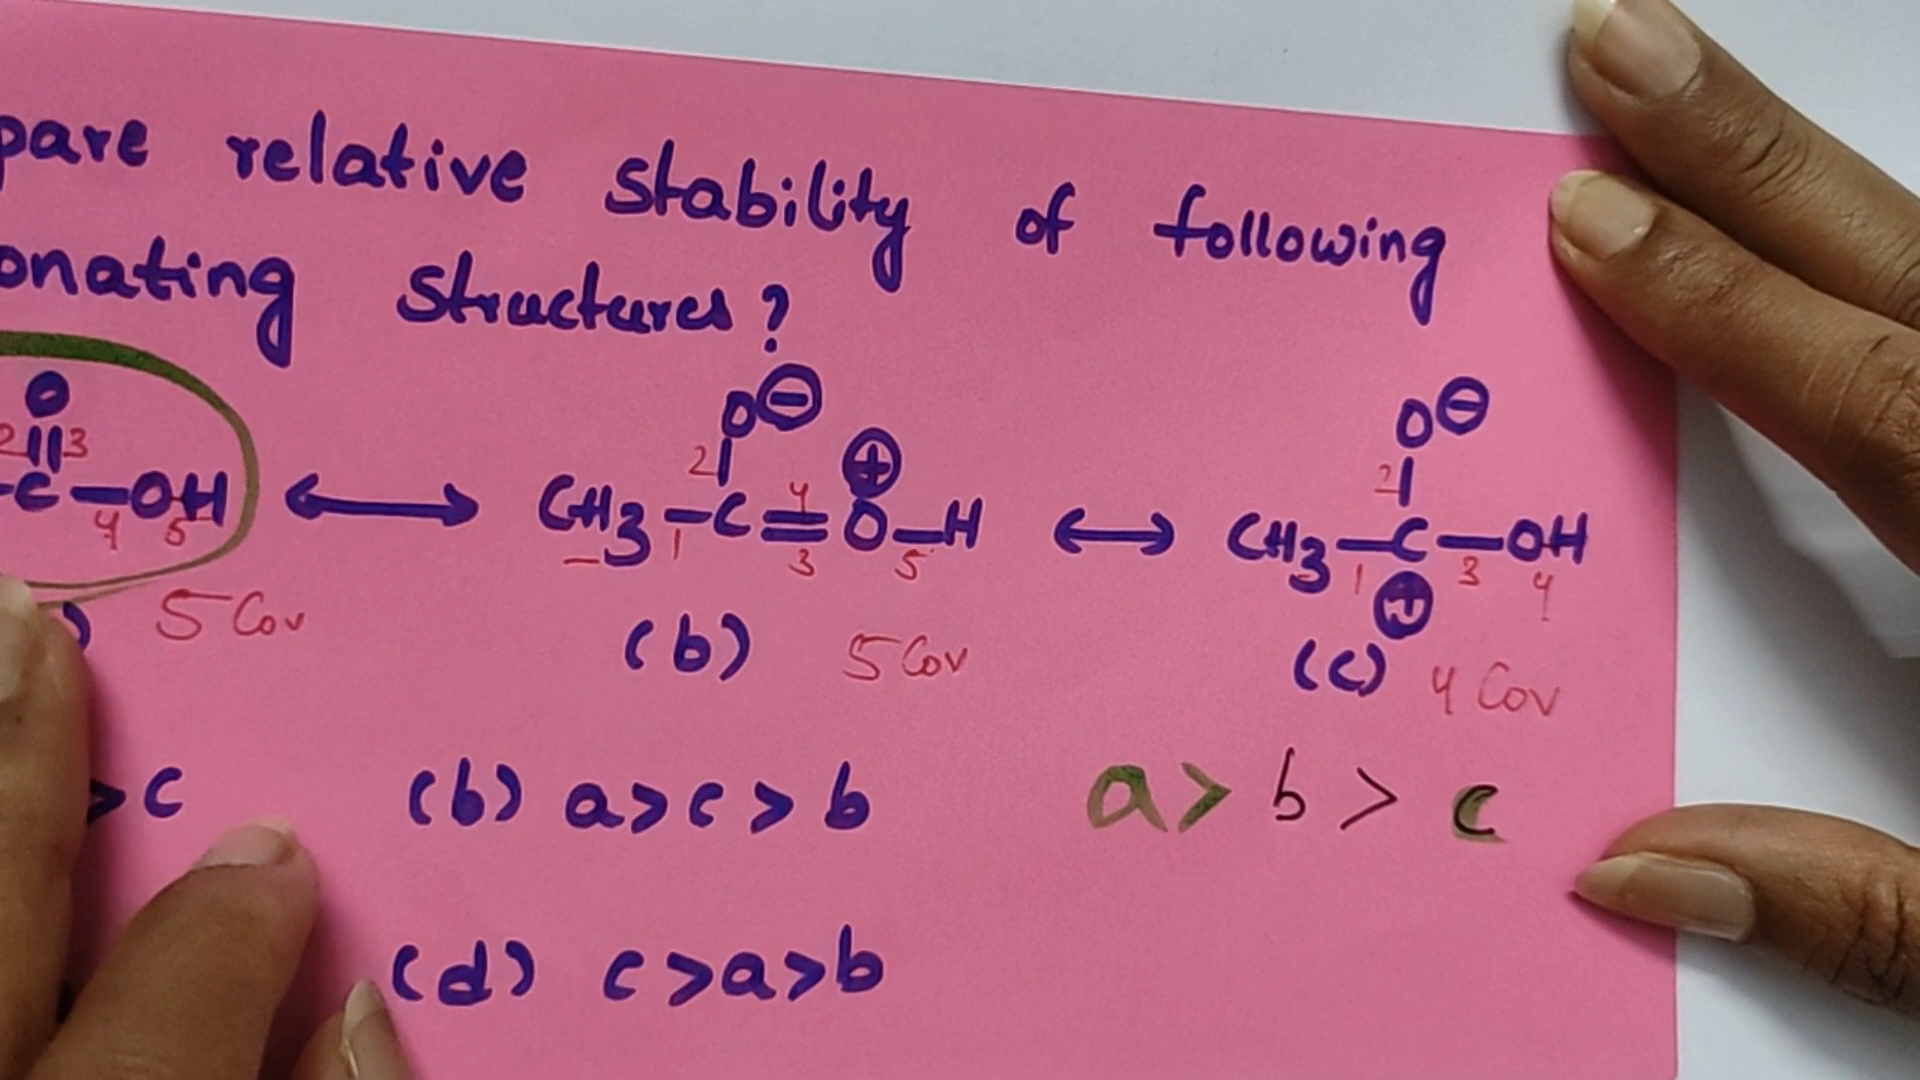 pare relative stability of following
onating structures?
O O⊖ O⊖
2 || 3 2 | ⊕ 2 |
-C-OH ⟷ CH3-C=O-H ⟷ CH3-C-OH
4 5 - 1 4 3 5 1 ⊕ 3 4
) 5 Cov (b) 5 Cov (c) 4 Cov
> c (b) a > c > b a > b > c
(d) c > a > b